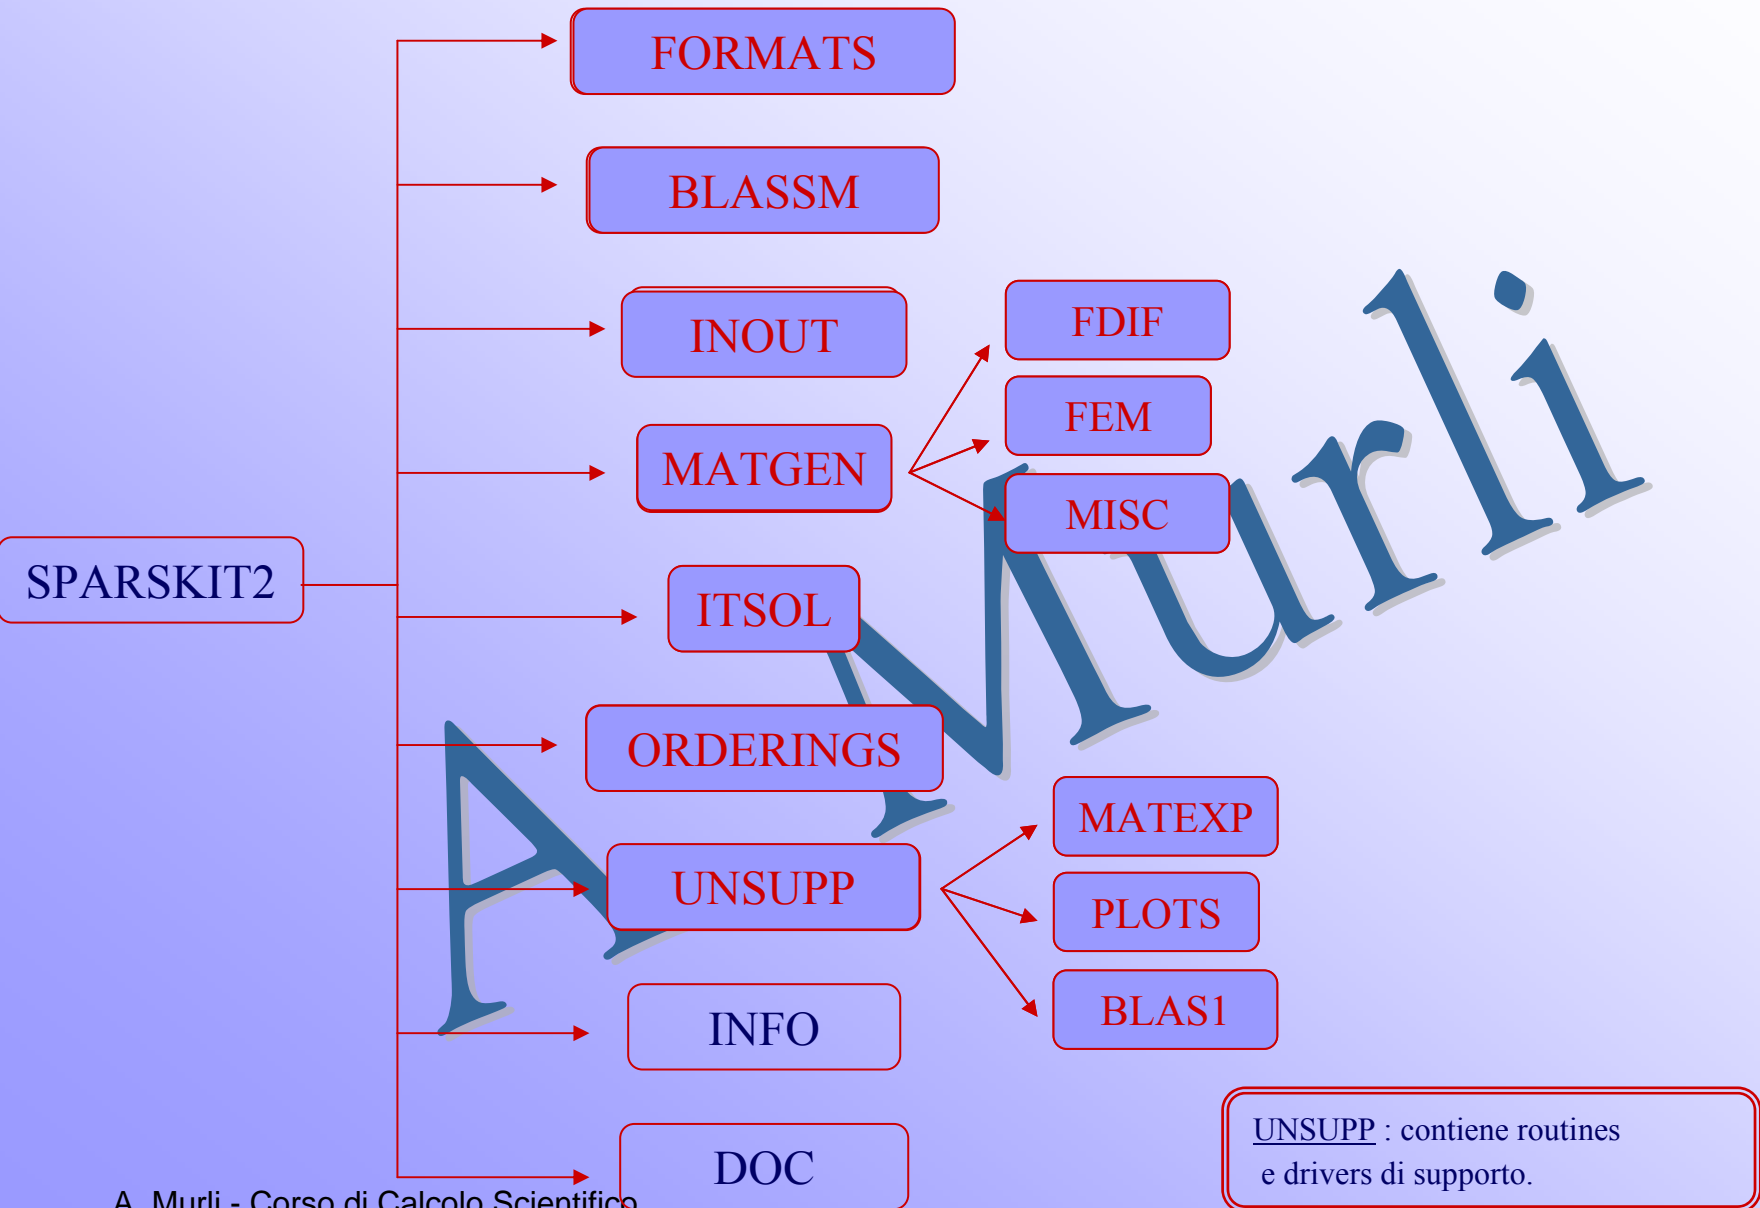 FORMATS
BLASSM
INOUT
FDIF
FEM
MATGEN
MISC
SPARSKIT2
ITSOL
ORDERINGS
MATEXP
UNSUPP
PLOTS
BLAS1
INFO
DOC
UNSUPP : contiene routines
e drivers di supporto.
A. Murli - Corso di Calcolo Scientifico
A Murli